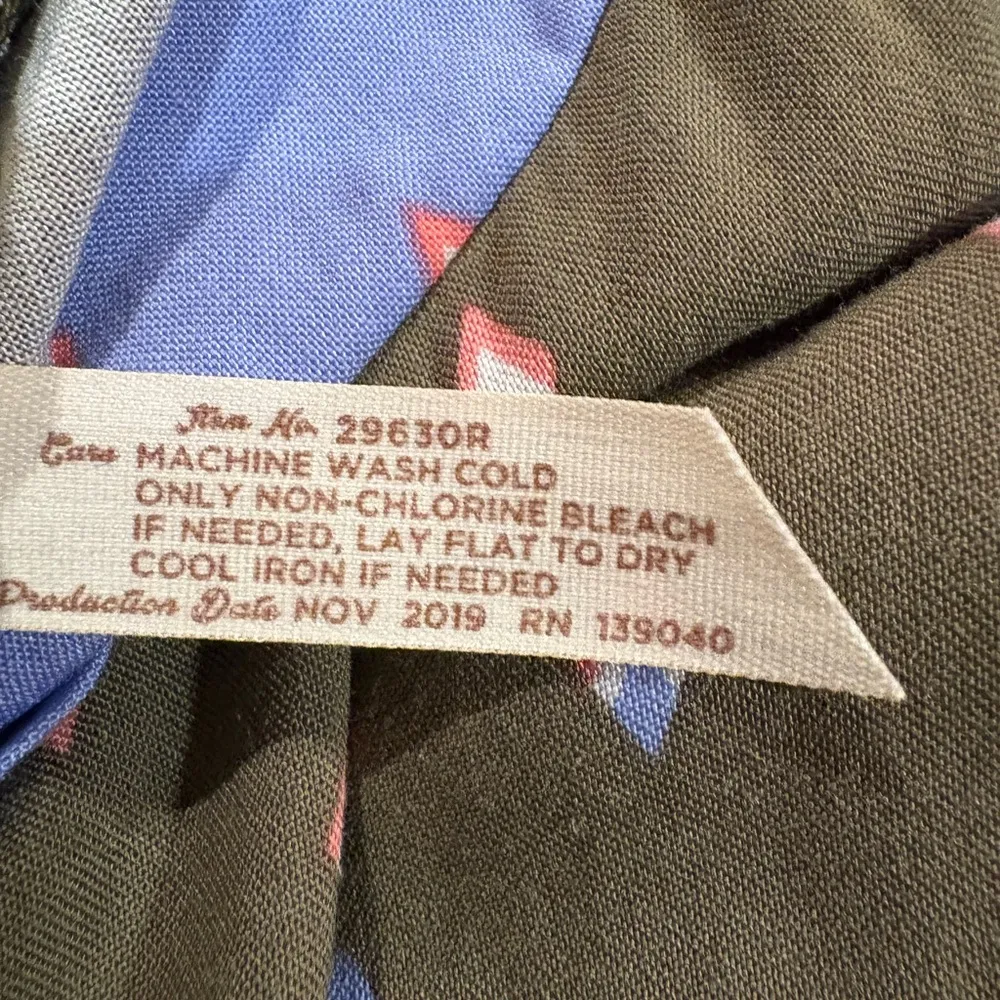 Item No. 29630R
Care MACHINE WASH COLD
ONLY NON-CHLORINE BLEACH
IF NEEDED, LAY FLAT TO DRY
COOL IRON IF NEEDED
Production Date NOV 2019 RN 139040